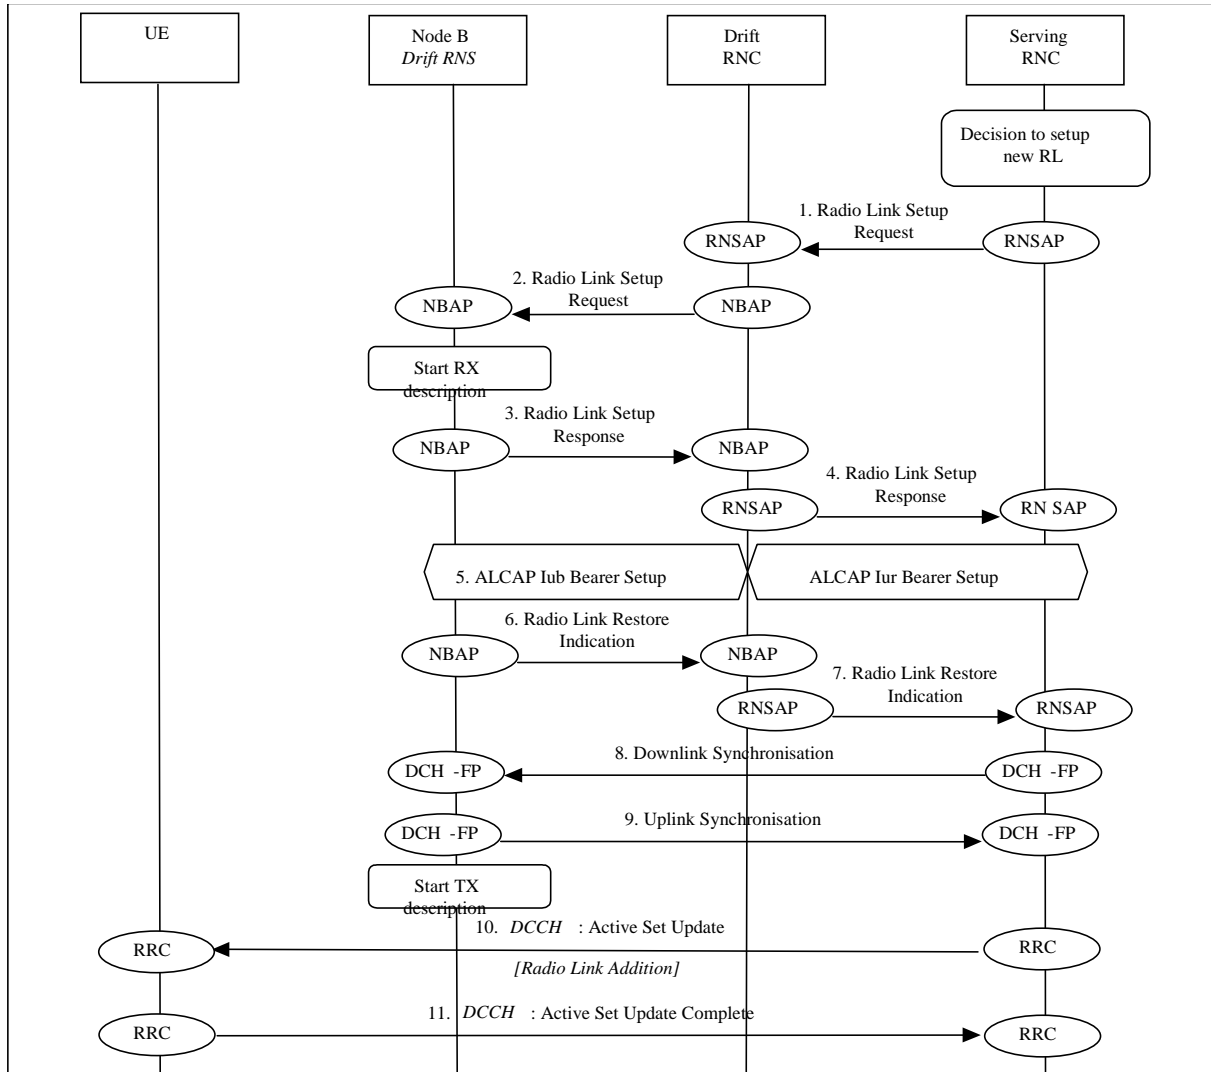 UE
Node B
Drift RNS
Drift
RNC
Serving
RNC
Decision to setup
new RL
1. Radio Link Setup
Request
RNSAP
RNSAP
2. Radio Link Setup
Request
NBAP
NBAP
Start RX
description
3. Radio Link Setup
Response
NBAP
NBAP
4. Radio Link Setup
Response
RNSAP
RN SAP
5. ALCAP Iub Bearer Setup
ALCAP Iur Bearer Setup
6. Radio Link Restore
Indication
NBAP
NBAP
7. Radio Link Restore
Indication
RNSAP
RNSAP
8. Downlink Synchronisation
DCH -FP
DCH -FP
9. Uplink Synchronisation
DCH -FP
DCH -FP
Start TX
description
10. DCCH : Active Set Update
RRC
RRC
[Radio Link Addition]
11. DCCH : Active Set Update Complete
RRC
RRC